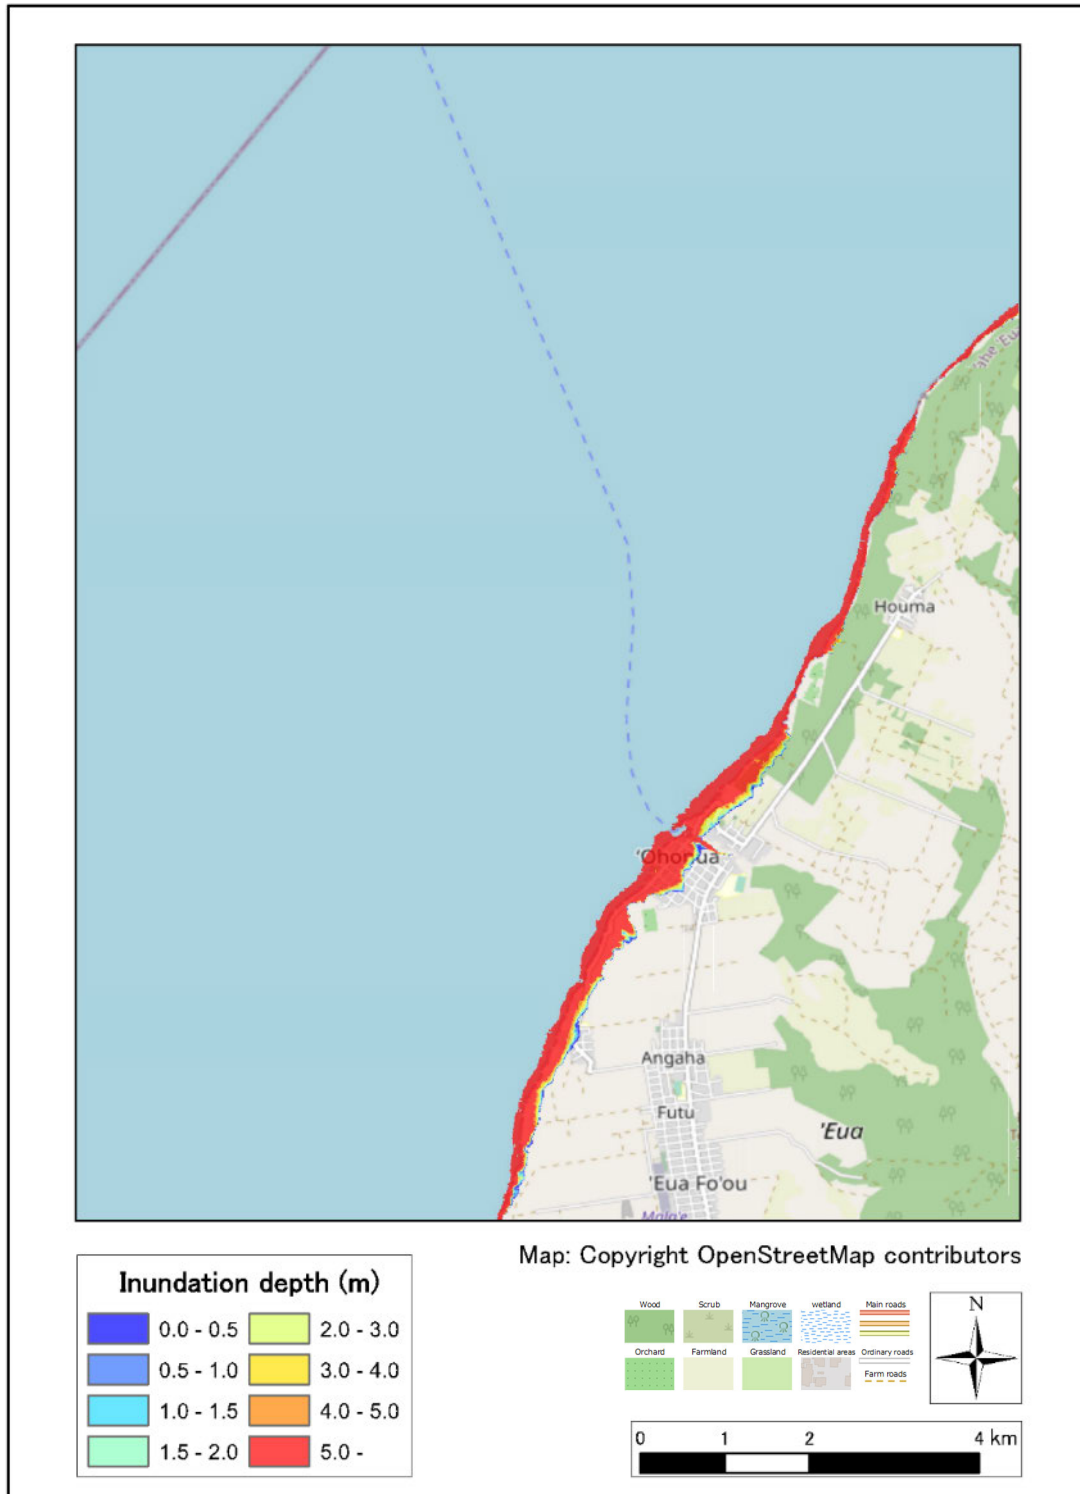 Houma
'Ohonua
Angaha
Futu
'Eua
'Eua Fo'ou
Map: Copyright OpenStreetMap contributors
Inundation depth (m)
0.0 - 0.5
2.0 - 3.0
0.5 - 1.0
3.0 - 4.0
1.0 - 1.5
4.0 - 5.0
1.5 - 2.0
5.0 -
Wood Scrub Mangrove wetland Main roads
Orchard Farmland Grassland Residential areas Ordinary roads
Farm roads
N
0 1 2 4 km